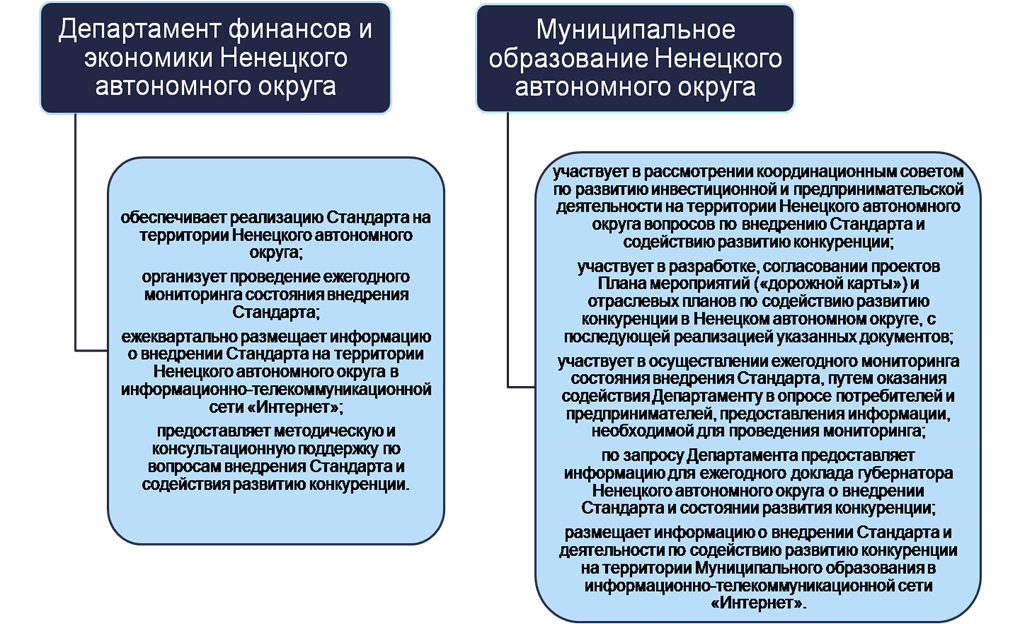 Департамент финансов и
экономики Ненецкого
автономного округа
обеспечивает реализацию Стандарта на
территории Ненецкого автономного
округа;
организует проведение ежегодного
мониторинга состояния внедрения
Стандарта;
ежеквартально размещает информацию
о внедрении Стандарта на территории
Ненецкого автономного округа в
информационно-телекоммуникационной
сети «Интернет»;
предоставляет методическую и
консультационную поддержку по
вопросам внедрения Стандарта и
содействия развитию конкуренции.
Муниципальное
образование Ненецкого
автономного округа
участвует в рассмотрении координационным советом
по развитию инвестиционной и предпринимательской
деятельности на территории Ненецкого автономного
округа вопросов по внедрению Стандарта и
содействию развитию конкуренции;
участвует в разработке, согласовании проектов
Плана мероприятий («дорожной карты») и
отраслевых планов по содействию развитию
конкуренции в Ненецком автономном округе, с
последующей реализацией указанных документов;
участвует в осуществлении ежегодного мониторинга
состояния внедрения Стандарта, путем оказания
содействия Департаменту в опросе потребителей и
предпринимателей, предоставления информации,
необходимой для проведения мониторинга;
по запросу Департамента предоставляет
информацию для ежегодного доклада губернатора
Ненецкого автономного округа о внедрении
Стандарта и состоянии развития конкуренции;
размещает информацию о внедрении Стандарта и
деятельности по содействию развитию конкуренции
на территории Муниципального образования в
информационно-телекоммуникационной сети
«Интернет».